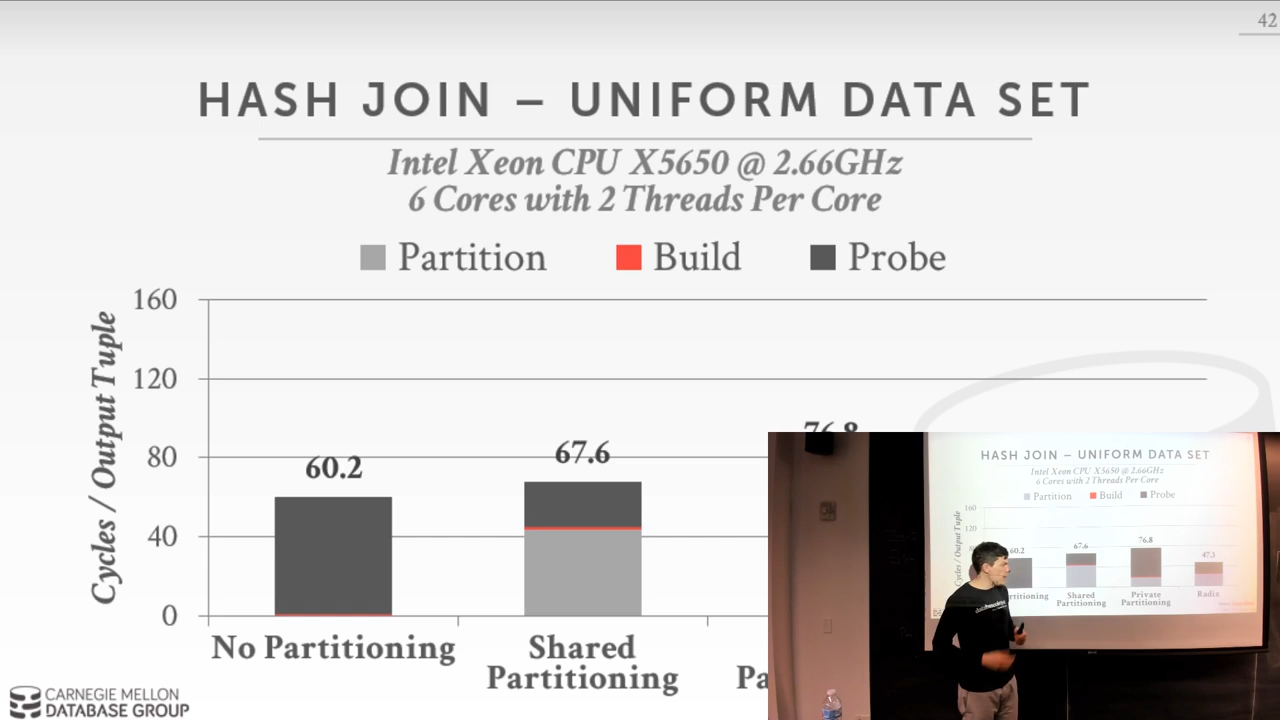 42
HASH JOIN – UNIFORM DATA SET
Intel Xeon CPU X5650 @ 2.66GHz
6 Cores with 2 Threads Per Core
Partition Build Probe
Cycles / Output Tuple
160
120
80
40
0
60.2
67.6
76.8
No Partitioning
Shared
Partitioning
Pa
CARNEGIE MELLON
DATABASE GROUP
HASH JOIN – UNIFORM DATA SET
Intel Xeon CPU X5650 @ 2.66GHz
6 Cores with 2 Threads Per Core
Partition Build Probe
Cycles / Output Tuple
160
120
60.2
67.6
76.8
47.3
rtitioning
Shared
Partitioning
Private
Partitioning
Radix